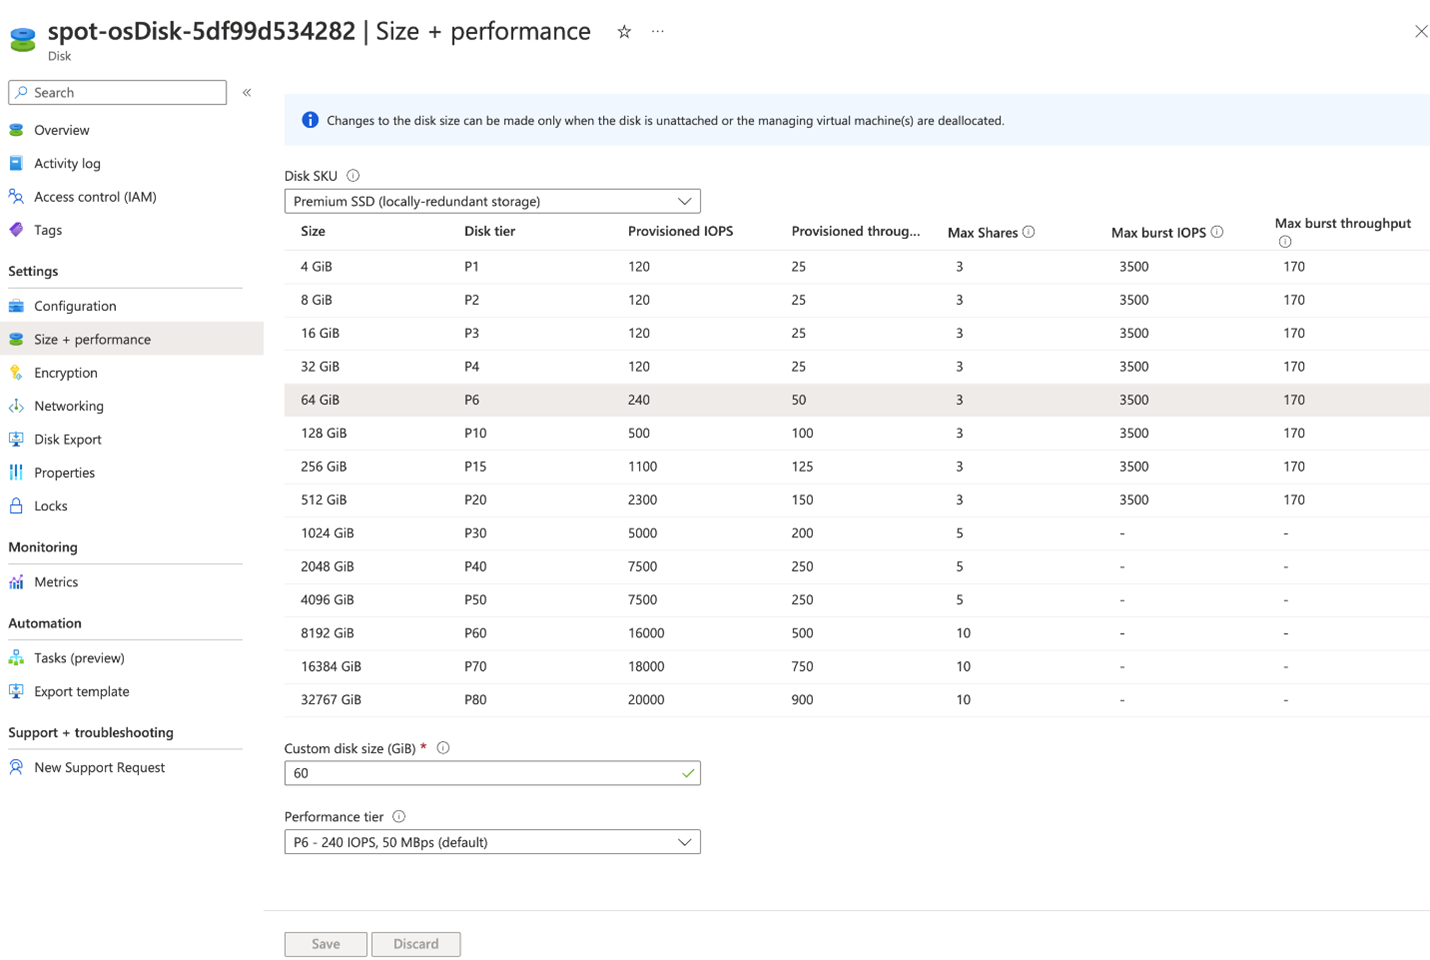 spot-osDisk-5df99d534282 | Size + performance ☆ ···
Disk
Search «
Overview
Activity log
Access control (IAM)
Tags
Settings
Configuration
Size + performance
Encryption
Networking
Disk Export
Properties
Locks
Monitoring
Metrics
Automation
Tasks (preview)
Export template
Support + troubleshooting
New Support Request
Changes to the disk size can be made only when the disk is unattached or the managing virtual machine(s) are deallocated.
Disk SKU
Premium SSD (locally-redundant storage)
Size Disk tier Provisioned IOPS Provisioned throug... Max Shares Max burst IOPS Max burst throughput
4 GiB P1 120 25 3 3500 170
8 GiB P2 120 25 3 3500 170
16 GiB P3 120 25 3 3500 170
32 GiB P4 120 25 3 3500 170
64 GiB P6 240 50 3 3500 170
128 GiB P10 500 100 3 3500 170
256 GiB P15 1100 125 3 3500 170
512 GiB P20 2300 150 3 3500 170
1024 GiB P30 5000 200 5 - -
2048 GiB P40 7500 250 5 - -
4096 GiB P50 7500 250 5 - -
8192 GiB P60 16000 500 10 - -
16384 GiB P70 18000 750 10 - -
32767 GiB P80 20000 900 10 - -
Custom disk size (GiB) *
60
Performance tier
P6 - 240 IOPS, 50 MBps (default)
Save Discard